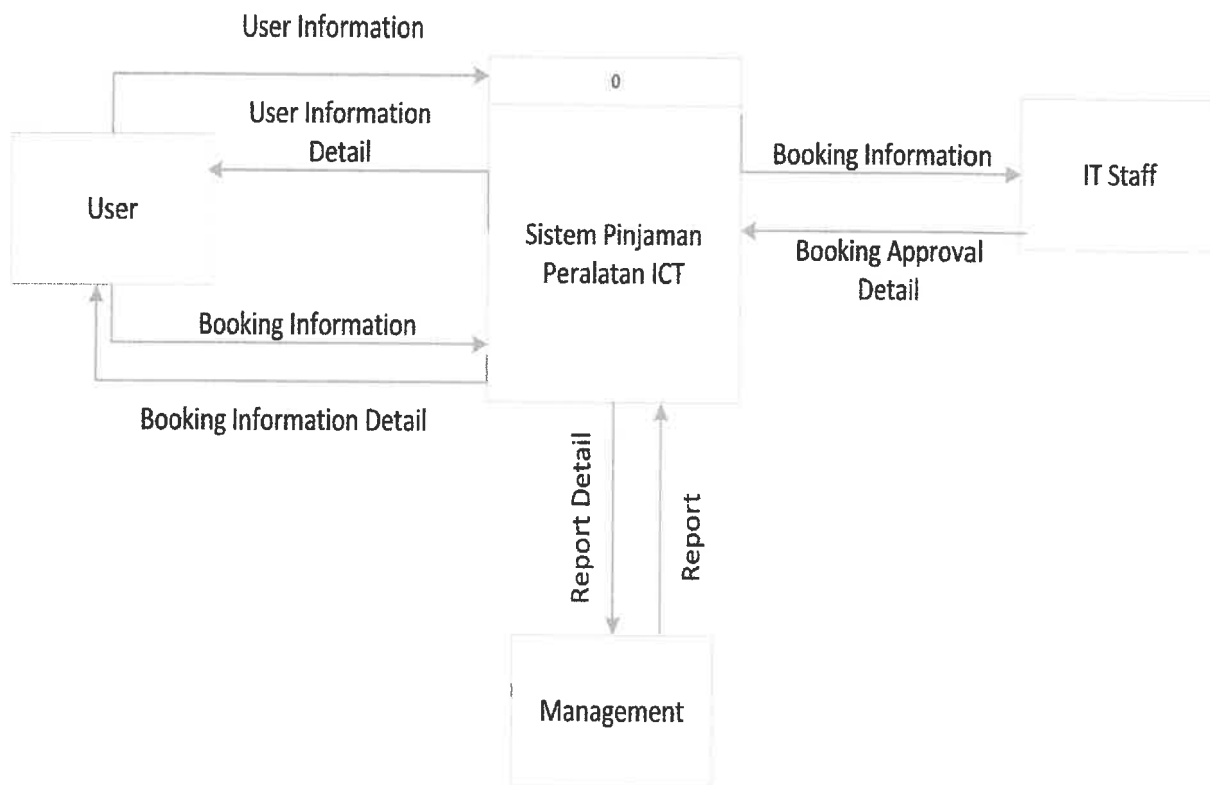 User Information
0
User Information
Detail
User
Booking Information
IT Staff
Sistem Pinjaman
Peralatan ICT
Booking Approval
Detail
Booking Information
Booking Information Detail
Report Detail
Report
Management